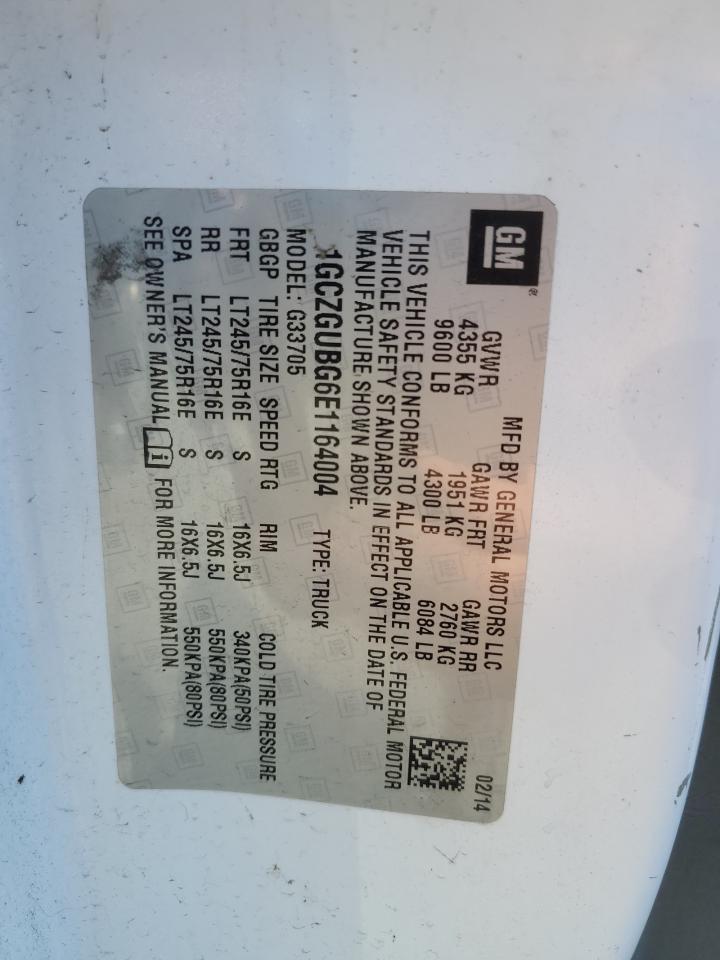 GM ®
MFD BY GENERAL MOTORS LLC 02/14
GVWR GAWR FRT GAWR RR
4355 KG 1951 KG 2760 KG
9600 LB 4300 LB 6084 LB
THIS VEHICLE CONFORMS TO ALL APPLICABLE U.S. FEDERAL MOTOR
VEHICLE SAFETY STANDARDS IN EFFECT ON THE DATE OF
MANUFACTURE SHOWN ABOVE.
1GCZGUBG6E1164004 TYPE: TRUCK
MODEL: G33705
GBGP TIRE SIZE SPEED RTG RIM COLD TIRE PRESSURE
FRT LT245/75R16E S 16X6.5J 340KPA(50PSI)
RR LT245/75R16E S 16X6.5J 550KPA(80PSI)
SPA LT245/75R16E S 16X6.5J 550KPA(80PSI)
SEE OWNER'S MANUAL i FOR MORE INFORMATION.